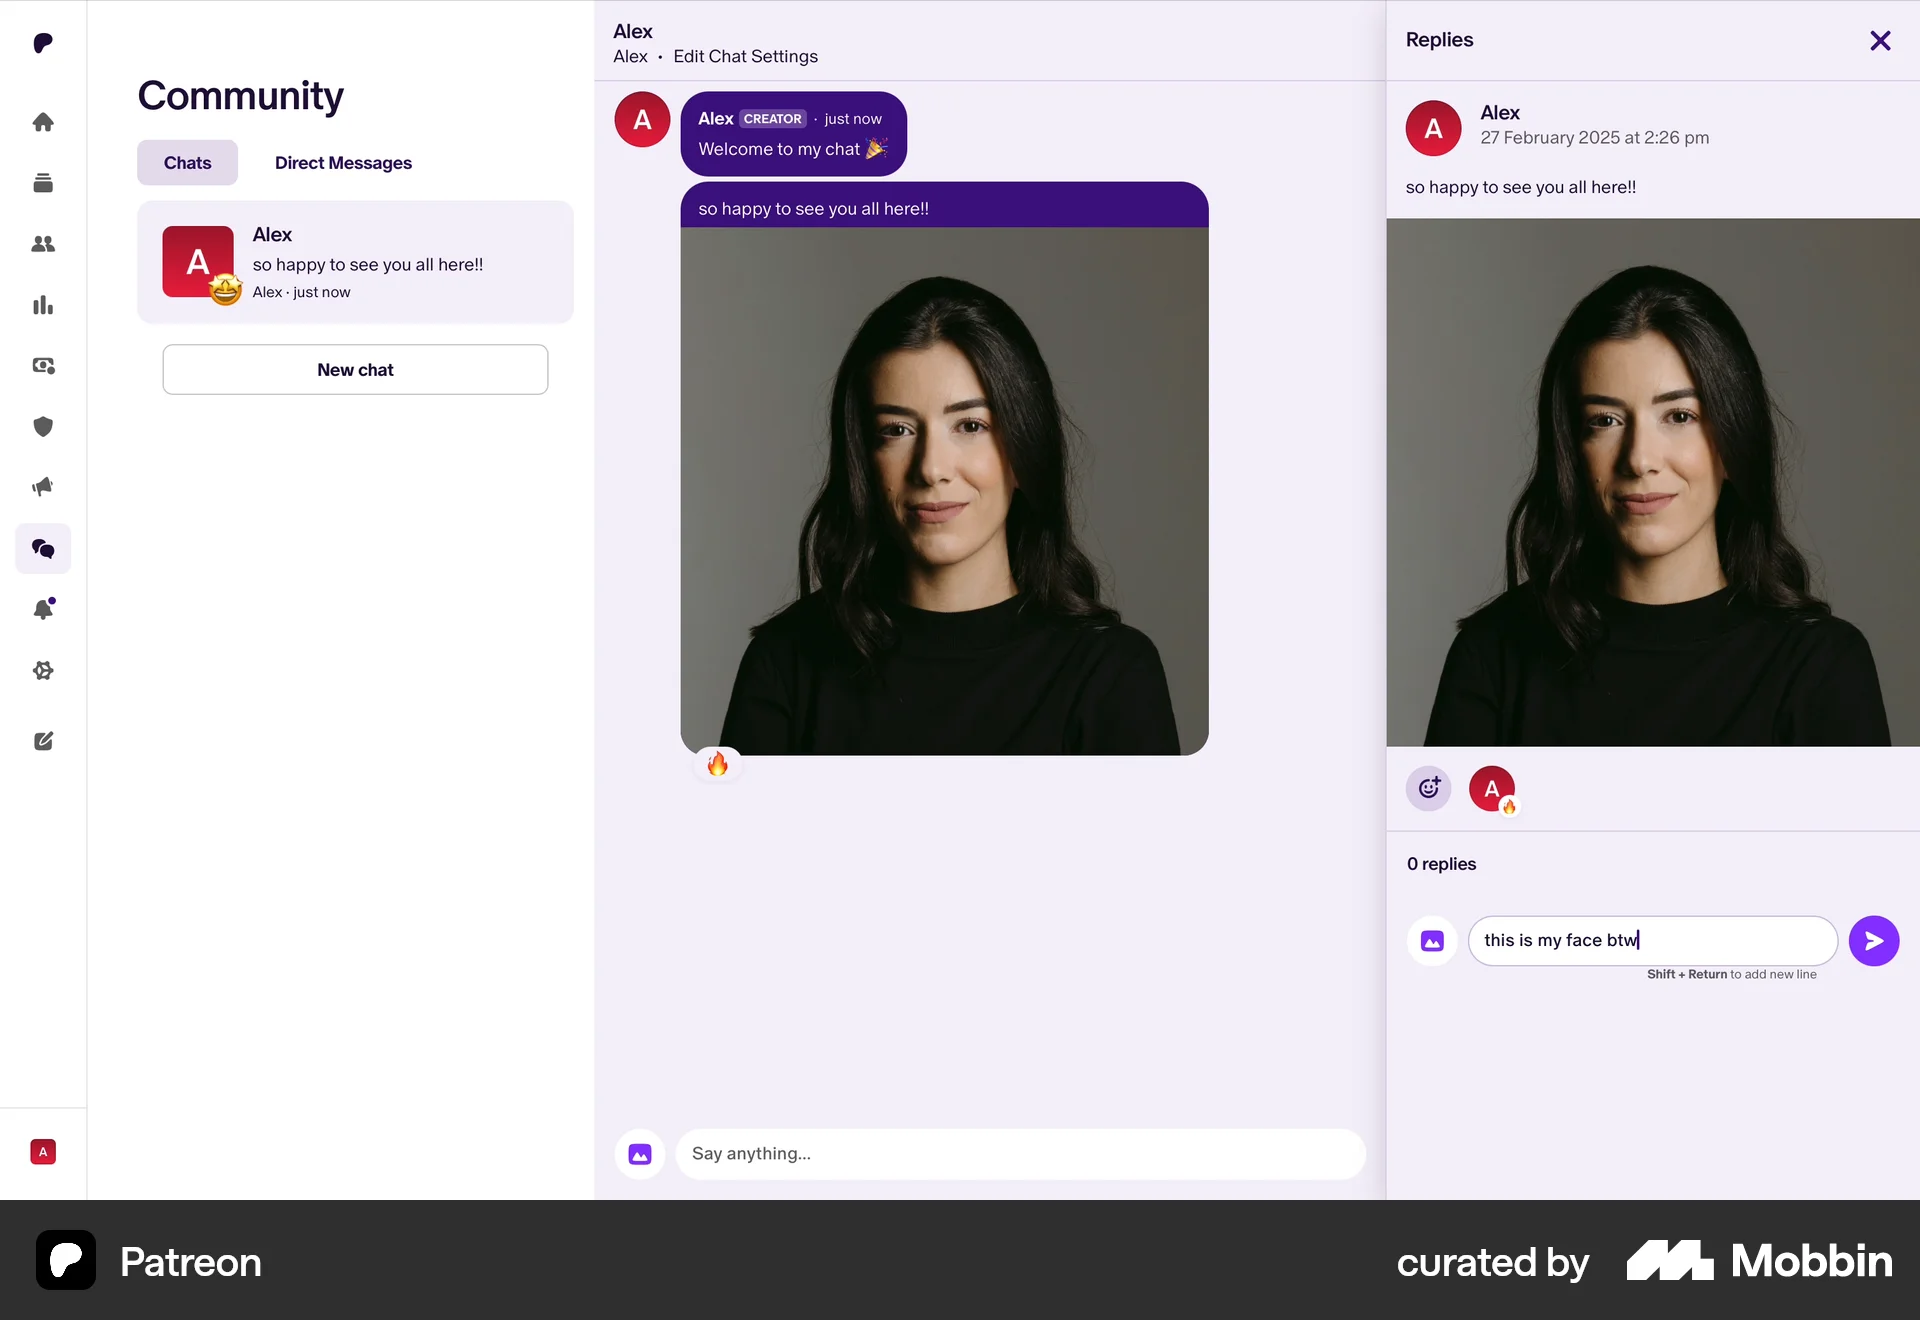 Community
Chats
Direct Messages
A
Alex
so happy to see you all here!!
Alex · just now
New chat
A
Alex
Alex · Edit Chat Settings
A
Alex CREATOR · just now
Welcome to my chat 🎉
so happy to see you all here!!
🔥
Say anything...
Replies
A
Alex
27 February 2025 at 2:26 pm
so happy to see you all here!!
A
0 replies
this is my face btw
Shift + Return to add new line
Patreon
curated by Mobbin